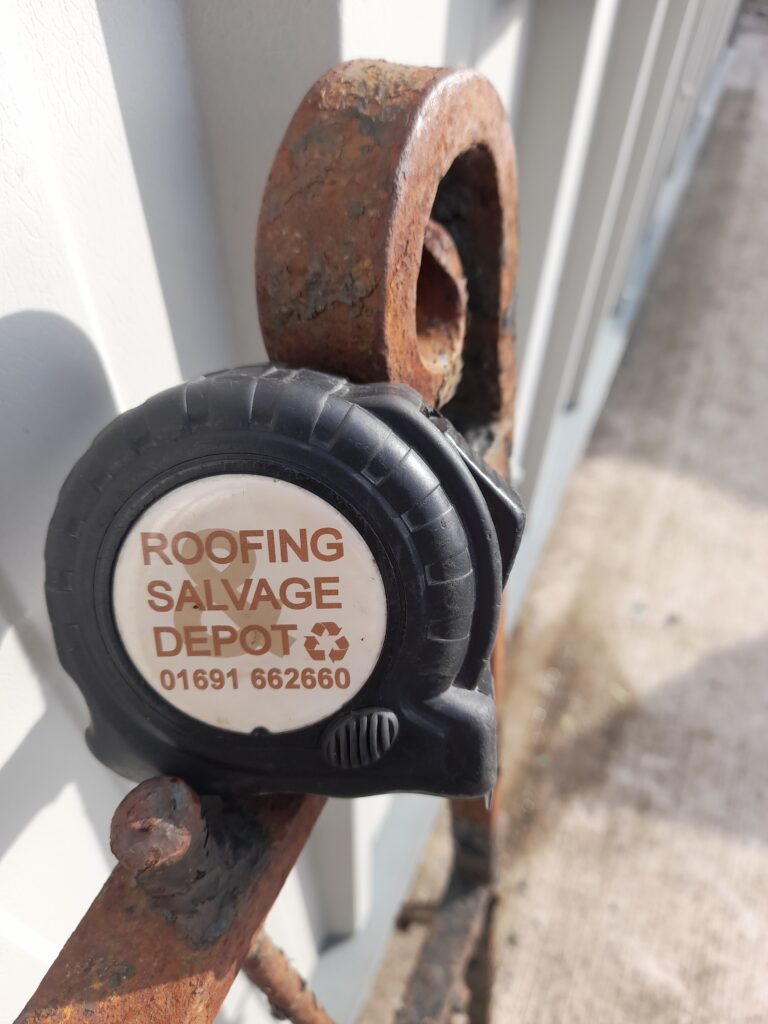 ROOFING
SALVAGE
DEPOT
01691 662660